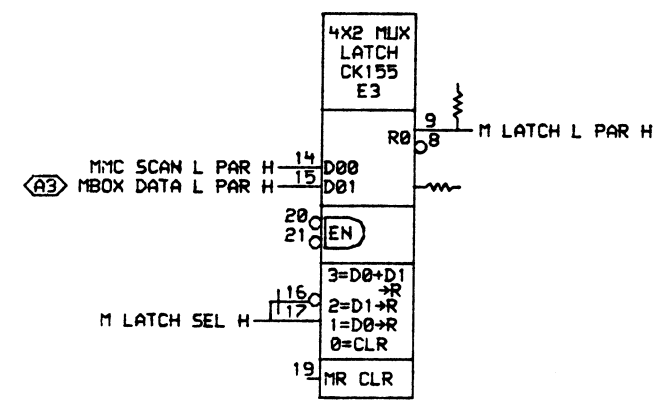 4X2 MUX
LATCH
CK155
E3
9
R0
8
M LATCH L PAR H
MMC SCAN L PAR H
14
D00
A3
MBOX DATA L PAR H
15
D01
20
21
EN
3=D0+D1
→R
16
2=D1→R
17
M LATCH SEL H
1=D0→R
0=CLR
19
MR CLR